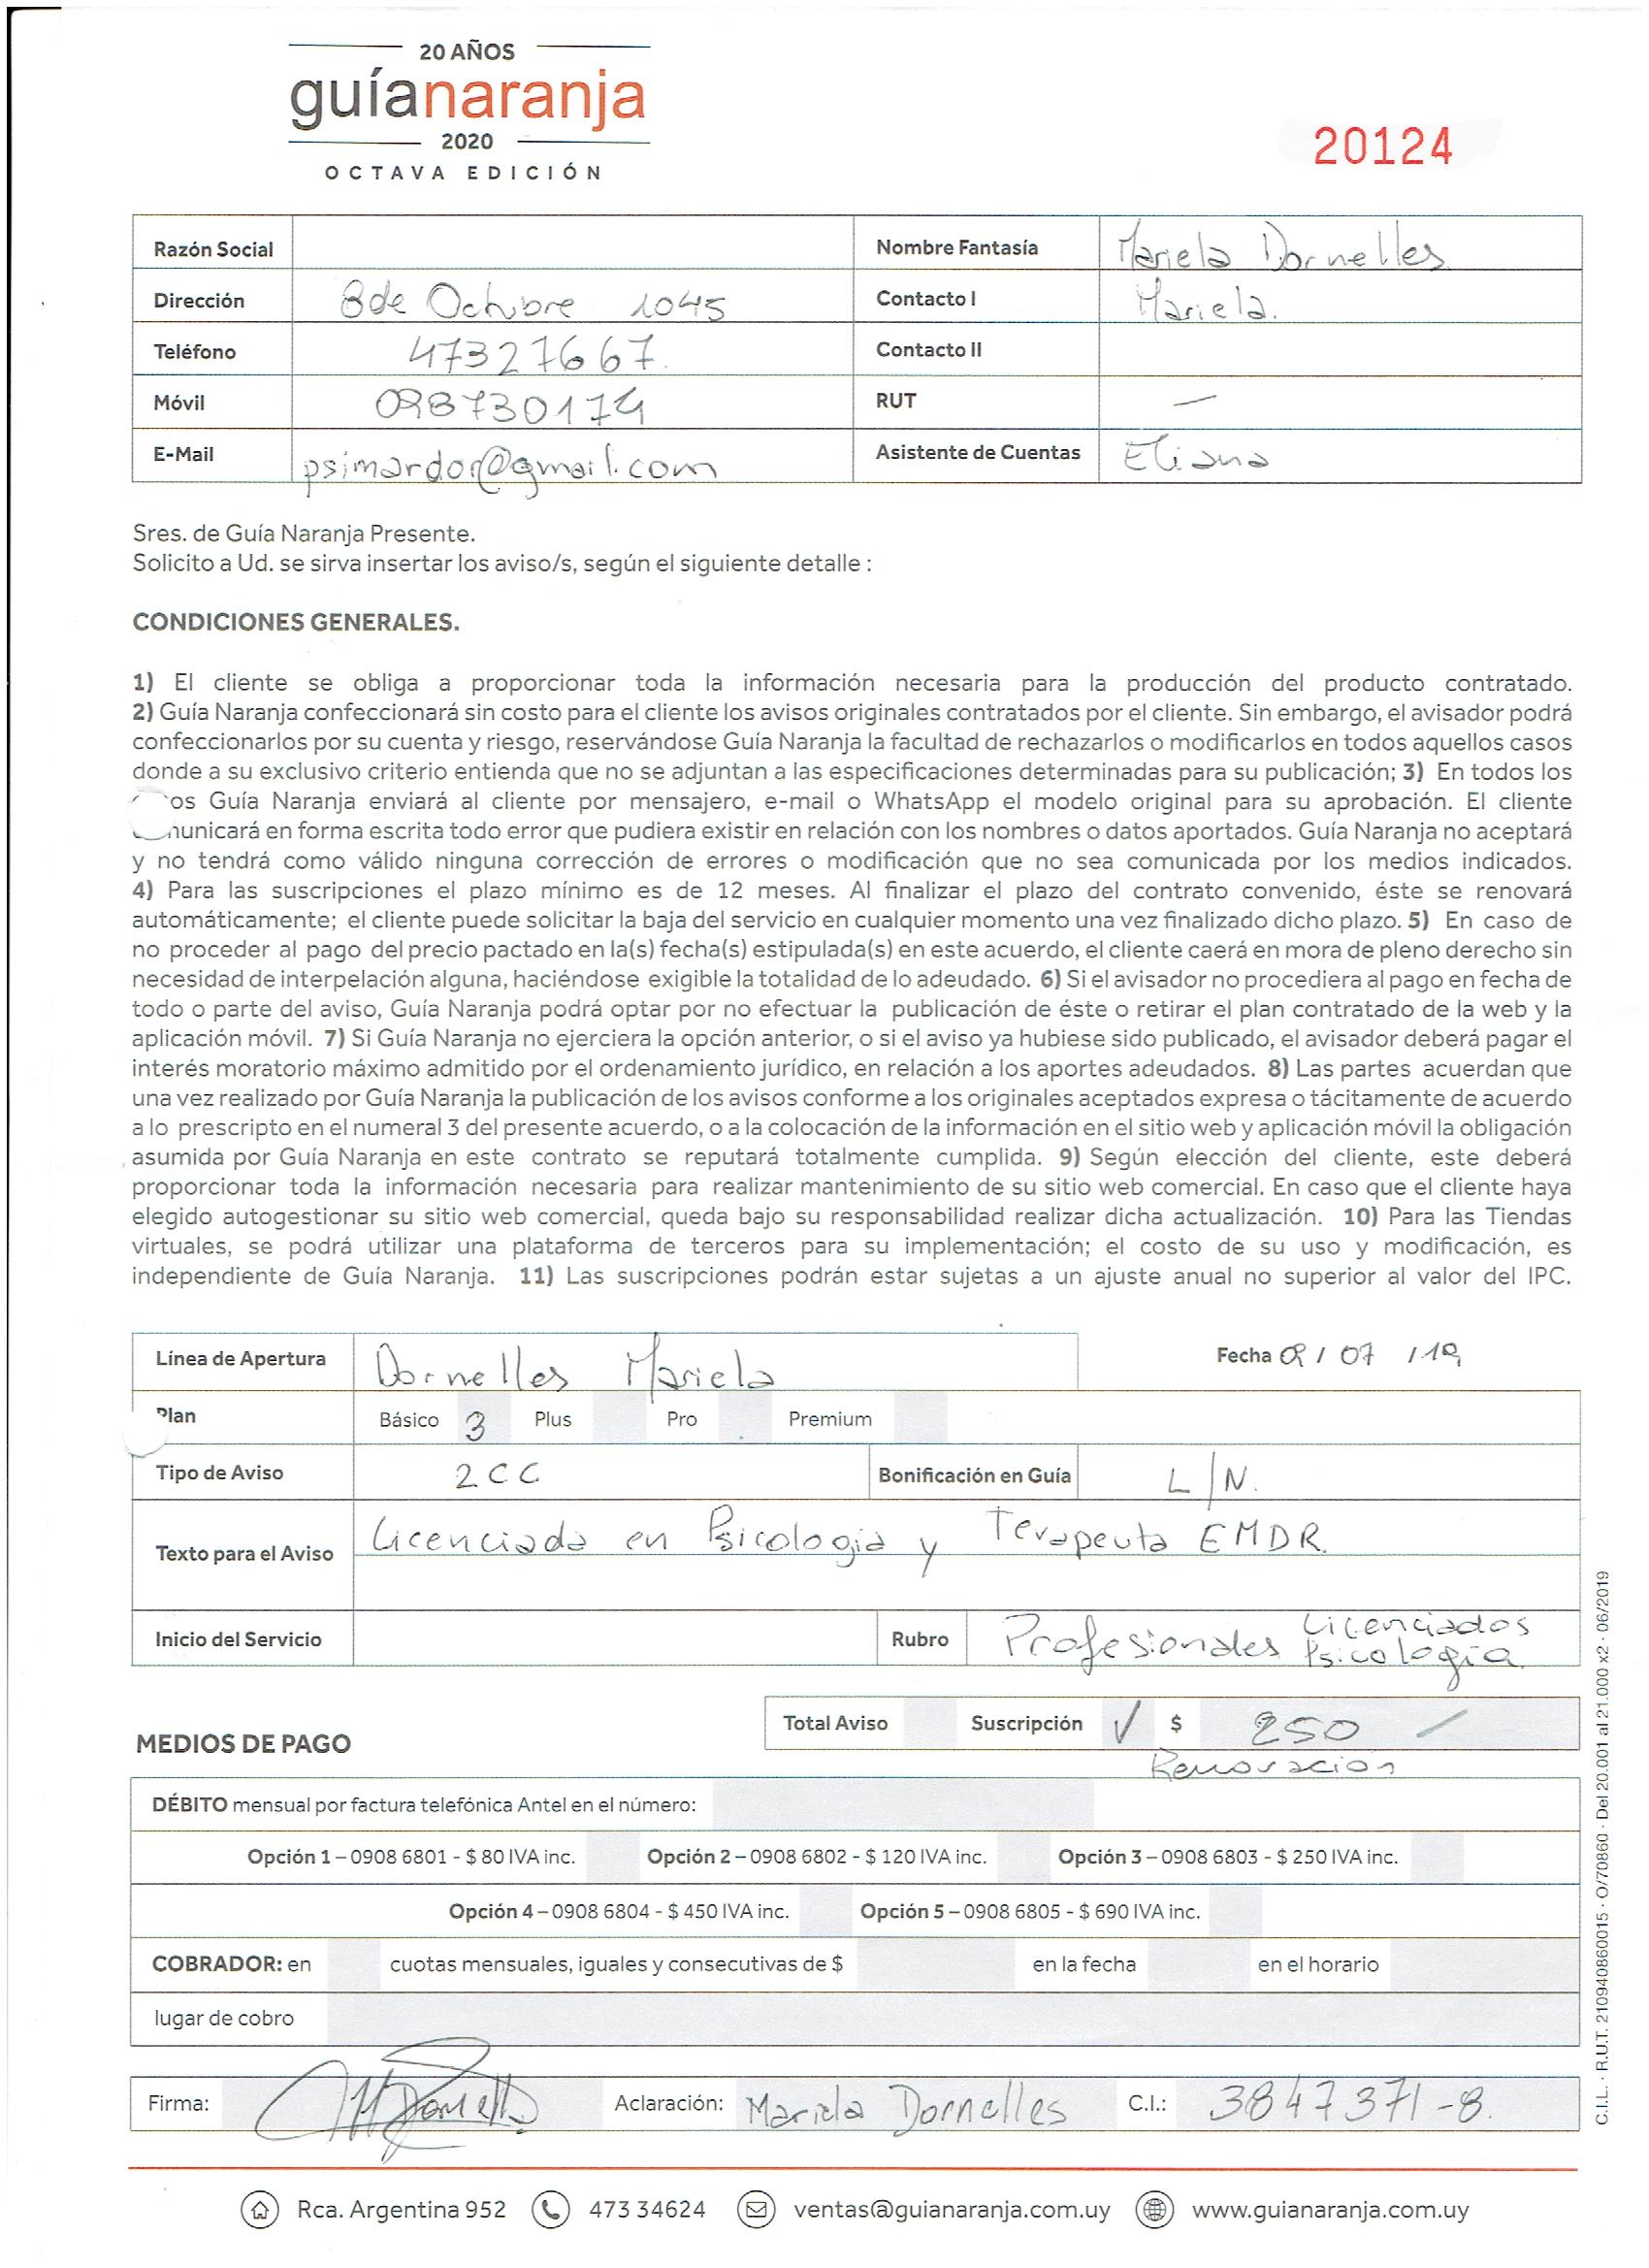 20 AÑOS
guíanaranja
2020
OCTAVA EDICIÓN
20124
Razón Social
Nombre Fantasía Mariela Dornelles
Dirección 8 de Octubre 1045
Contacto I Mariela.
Teléfono 47327667.
Contacto II
Móvil 098730174
RUT —
E-Mail psimardor@gmail.com
Asistente de Cuentas Eliana
Sres. de Guía Naranja Presente.
Solicito a Ud. se sirva insertar los aviso/s, según el siguiente detalle :
CONDICIONES GENERALES.
1) El cliente se obliga a proporcionar toda la información necesaria para la producción del producto contratado.
2) Guía Naranja confeccionará sin costo para el cliente los avisos originales contratados por el cliente. Sin embargo, el avisador podrá
confeccionarlos por su cuenta y riesgo, reservándose Guía Naranja la facultad de rechazarlos o modificarlos en todos aquellos casos
donde a su exclusivo criterio entienda que no se adjuntan a las especificaciones determinadas para su publicación; 3) En todos los
os Guía Naranja enviará al cliente por mensajero, e-mail o WhatsApp el modelo original para su aprobación. El cliente
nunicará en forma escrita todo error que pudiera existir en relación con los nombres o datos aportados. Guía Naranja no aceptará
y no tendrá como válido ninguna corrección de errores o modificación que no sea comunicada por los medios indicados.
4) Para las suscripciones el plazo mínimo es de 12 meses. Al finalizar el plazo del contrato convenido, éste se renovará
automáticamente; el cliente puede solicitar la baja del servicio en cualquier momento una vez finalizado dicho plazo. 5) En caso de
no proceder al pago del precio pactado en la(s) fecha(s) estipulada(s) en este acuerdo, el cliente caerá en mora de pleno derecho sin
necesidad de interpelación alguna, haciéndose exigible la totalidad de lo adeudado. 6) Si el avisador no procediera al pago en fecha de
todo o parte del aviso, Guía Naranja podrá optar por no efectuar la publicación de éste o retirar el plan contratado de la web y la
aplicación móvil. 7) Si Guía Naranja no ejerciera la opción anterior, o si el aviso ya hubiese sido publicado, el avisador deberá pagar el
interés moratorio máximo admitido por el ordenamiento jurídico, en relación a los aportes adeudados. 8) Las partes acuerdan que
una vez realizado por Guía Naranja la publicación de los avisos conforme a los originales aceptados expresa o tácitamente de acuerdo
a lo prescripto en el numeral 3 del presente acuerdo, o a la colocación de la información en el sitio web y aplicación móvil la obligación
asumida por Guía Naranja en este contrato se reputará totalmente cumplida. 9) Según elección del cliente, este deberá
proporcionar toda la información necesaria para realizar mantenimiento de su sitio web comercial. En caso que el cliente haya
elegido autogestionar su sitio web comercial, queda bajo su responsabilidad realizar dicha actualización. 10) Para las Tiendas
virtuales, se podrá utilizar una plataforma de terceros para su implementación; el costo de su uso y modificación, es
independiente de Guía Naranja. 11) Las suscripciones podrán estar sujetas a un ajuste anual no superior al valor del IPC.
Línea de Apertura Dornelles Mariela
Fecha 09/07/19
Plan Básico 3 Plus Pro Premium
Tipo de Aviso 2CC Bonificación en Guía L/N.
Texto para el Aviso Licenciada en Psicologia y Terapeuta EMDR.
Inicio del Servicio Rubro Profesionales Licenciados
Psicología
Total Aviso Suscripción ✓ $ 250
Renovación
MEDIOS DE PAGO
DÉBITO mensual por factura telefónica Antel en el número:
Opción 1 – 0908 6801 - $ 80 IVA inc. Opción 2 – 0908 6802 - $ 120 IVA inc. Opción 3 – 0908 6803 - $ 250 IVA inc.
Opción 4 – 0908 6804 - $ 450 IVA inc. Opción 5 – 0908 6805 - $ 690 IVA inc.
COBRADOR: en cuotas mensuales, iguales y consecutivas de $ en la fecha en el horario
lugar de cobro
Firma: Aclaración: Mariela Dornelles C.I.: 3847371-8.
Rca. Argentina 952 473 34624 ventas@guianaranja.com.uy www.guianaranja.com.uy
C.I.L. · R.U.T. 210940860015 · O/70860 · Del 20.001 al 21.000 x2 · 06/2019